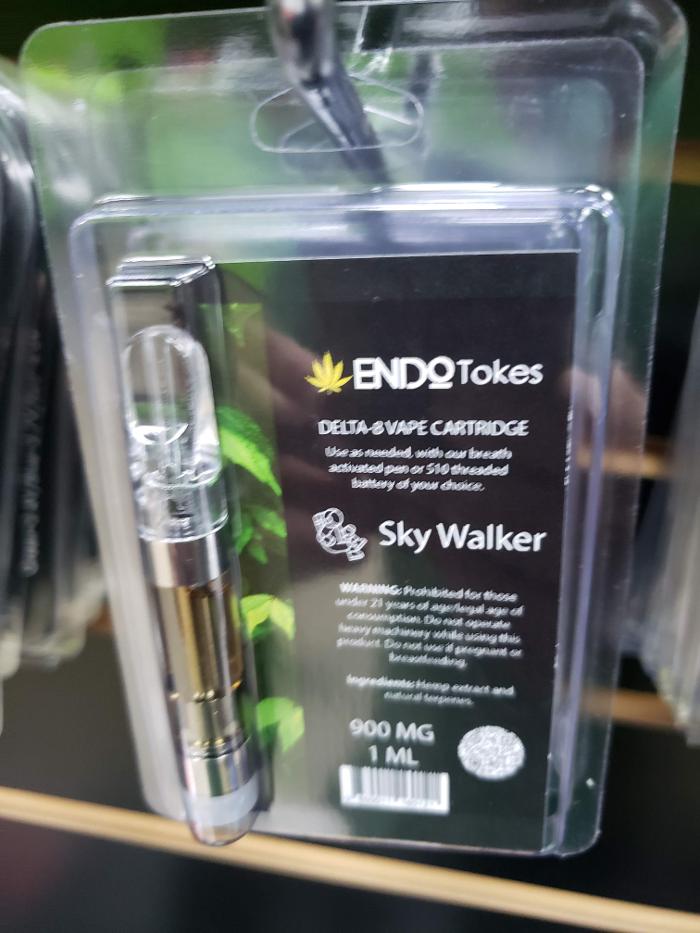 ENDO Tokes
DELTA-8 VAPE CARTRIDGE
Use as needed, with our breath
activated pen or 510 threaded
battery of your choice.
Sky Walker
WARNING: Prohibited for those
under 21 years of age/legal age of
consumption. Do not operate
heavy machinery while using this
product. Do not use if pregnant or
breastfeeding.
Ingredients: Hemp extract and
natural terpines.
900 MG
1 ML